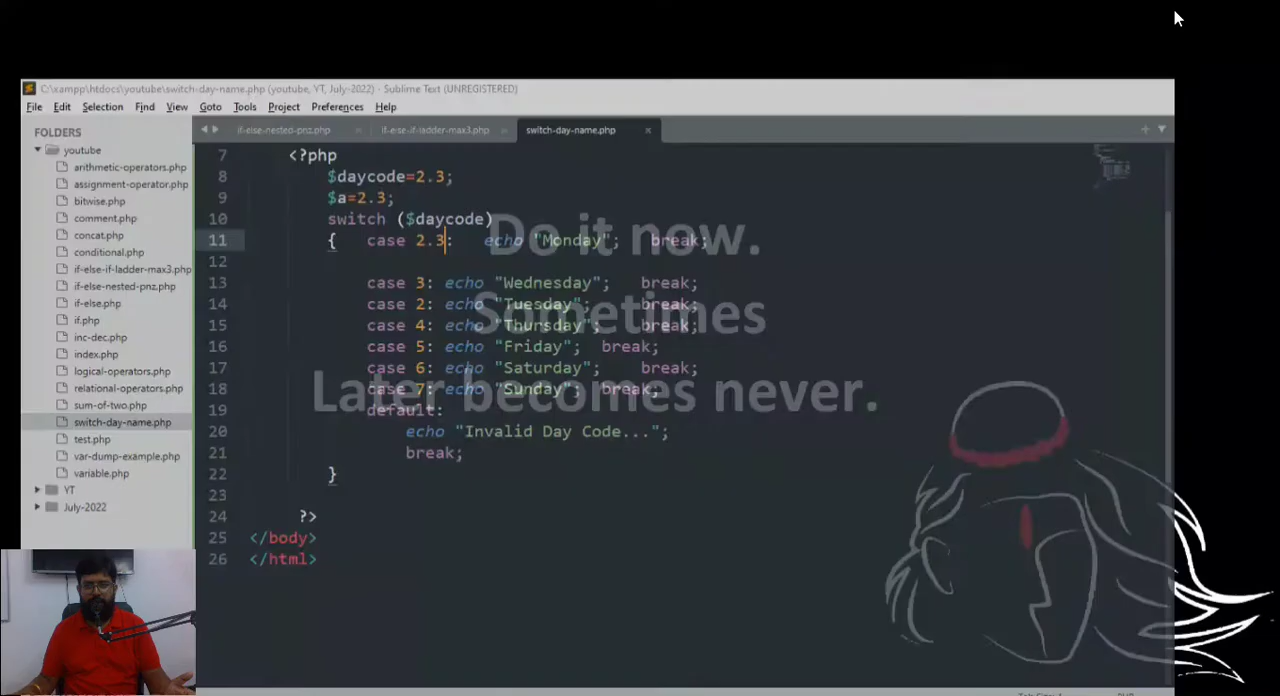 C:\xampp\htdocs\youtube\switch-day-name.php (youtube, YT, July-2022) - Sublime Text (UNREGISTERED)
File Edit Selection Find View Goto Tools Project Preferences Help
FOLDERS
youtube
arithmetic-operators.php
assignment-operator.php
bitwise.php
comment.php
concat.php
conditional.php
if-else-if-ladder-max3.php
if-else-nested-pnz.php
if-else.php
if.php
inc-dec.php
index.php
logical-operators.php
relational-operators.php
sum-of-two.php
switch-day-name.php
test.php
var-dump-example.php
variable.php
YT
July-2022
if-else-nested-pnz.php if-else-if-ladder-max3.php switch-day-name.php
7 <?php
8 $daycode=2.3;
9 $a=2.3;
10 switch ($daycode)
11 { case 2.3: echo "Monday"; break;
12
13 case 3: echo "Wednesday"; break;
14 case 2: echo "Tuesday"; break;
15 case 4: echo "Thursday"; break;
16 case 5: echo "Friday"; break;
17 case 6: echo "Saturday"; break;
18 case 7: echo "Sunday"; break;
19 default:
20 echo "Invalid Day Code...";
21 break;
22 }
23
24 ?>
25 </body>
26 </html>
Do it now.
Sometimes
Later becomes never.